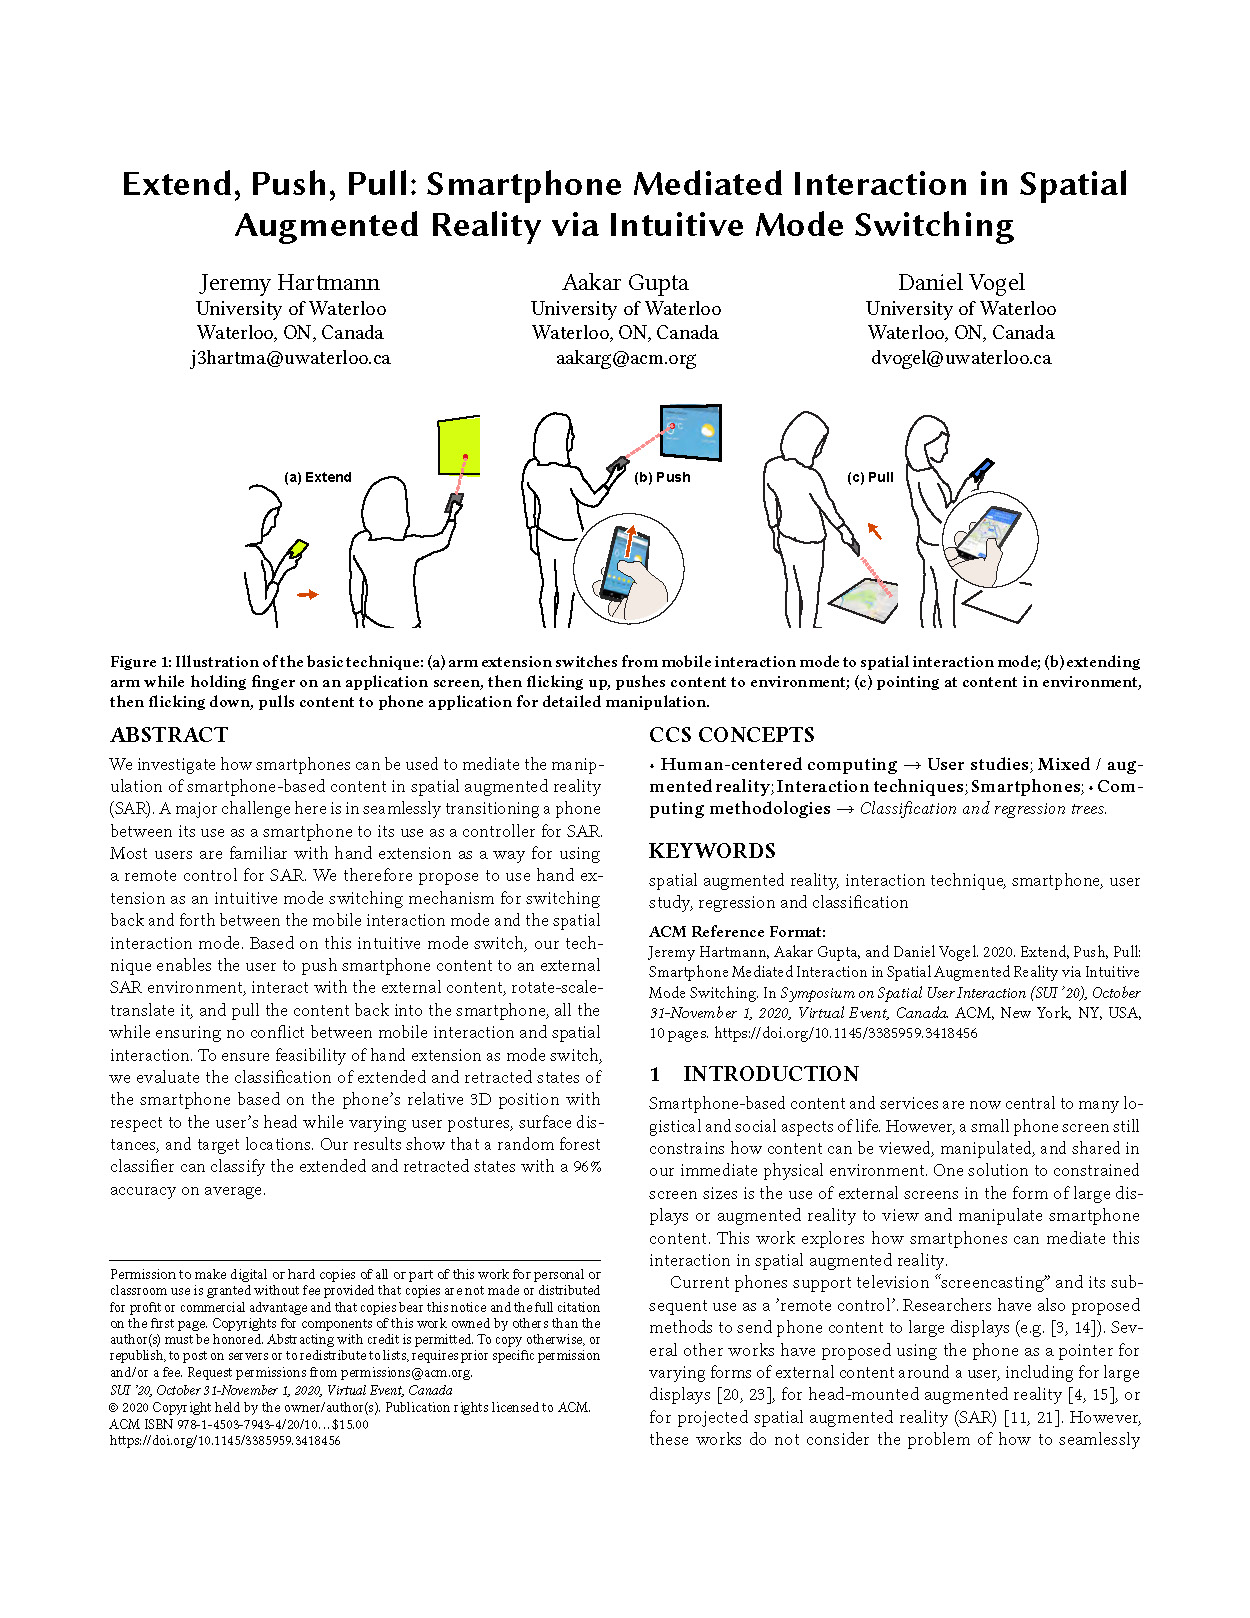 Extend, Push, Pull: Smartphone Mediated Interaction in Spatial
Augmented Reality via Intuitive Mode Switching
Jeremy Hartmann
University of Waterloo
Waterloo, ON, Canada
j3hartma@uwaterloo.ca
Aakar Gupta
University of Waterloo
Waterloo, ON, Canada
aakarg@acm.org
Daniel Vogel
University of Waterloo
Waterloo, ON, Canada
dvogel@uwaterloo.ca
(a) Extend
(b) Push
(c) Pull
Figure 1: Illustration of the basic technique: (a) arm extension switches from mobile interaction mode to spatial interaction mode; (b) extending
arm while holding finger on an application screen, then flicking up, pushes content to environment; (c) pointing at content in environment,
then flicking down, pulls content to phone application for detailed manipulation.
ABSTRACT
We investigate how smartphones can be used to mediate the manip-
ulation of smartphone-based content in spatial augmented reality
(SAR). A major challenge here is in seamlessly transitioning a phone
between its use as a smartphone to its use as a controller for SAR.
Most users are familiar with hand extension as a way for using
a remote control for SAR. We therefore propose to use hand ex-
tension as an intuitive mode switching mechanism for switching
back and forth between the mobile interaction mode and the spatial
interaction mode. Based on this intuitive mode switch, our tech-
nique enables the user to push smartphone content to an external
SAR environment, interact with the external content, rotate-scale-
translate it, and pull the content back into the smartphone, all the
while ensuring no conflict between mobile interaction and spatial
interaction. To ensure feasibility of hand extension as mode switch,
we evaluate the classification of extended and retracted states of
the smartphone based on the phone's relative 3D position with
respect to the user's head while varying user postures, surface dis-
tances, and target locations. Our results show that a random forest
classifier can classify the extended and retracted states with a 96%
accuracy on average.
Permission to make digital or hard copies of all or part of this work for personal or
classroom use is granted without fee provided that copies are not made or distributed
for profit or commercial advantage and that copies bear this notice and the full citation
on the first page. Copyrights for components of this work owned by others than the
author(s) must be honored. Abstracting with credit is permitted. To copy otherwise, or
republish, to post on servers or to redistribute to lists, requires prior specific permission
and/or a fee. Request permissions from permissions@acm.org.
SUI '20, October 31-November 1, 2020, Virtual Event, Canada
© 2020 Copyright held by the owner/author(s). Publication rights licensed to ACM.
ACM ISBN 978-1-4503-7943-4/20/10…$15.00
https://doi.org/10.1145/3385959.3418456
CCS CONCEPTS
• Human-centered computing → User studies; Mixed / aug-
mented reality; Interaction techniques; Smartphones; • Com-
puting methodologies → Classification and regression trees.
KEYWORDS
spatial augmented reality, interaction technique, smartphone, user
study, regression and classification
ACM Reference Format:
Jeremy Hartmann, Aakar Gupta, and Daniel Vogel. 2020. Extend, Push, Pull:
Smartphone Mediated Interaction in Spatial Augmented Reality via Intuitive
Mode Switching. In Symposium on Spatial User Interaction (SUI '20), October
31-November 1, 2020, Virtual Event, Canada. ACM, New York, NY, USA,
10 pages. https://doi.org/10.1145/3385959.3418456
1 INTRODUCTION
Smartphone-based content and services are now central to many lo-
gistical and social aspects of life. However, a small phone screen still
constrains how content can be viewed, manipulated, and shared in
our immediate physical environment. One solution to constrained
screen sizes is the use of external screens in the form of large dis-
plays or augmented reality to view and manipulate smartphone
content. This work explores how smartphones can mediate this
interaction in spatial augmented reality.
Current phones support television “screencasting” and its sub-
sequent use as a 'remote control'. Researchers have also proposed
methods to send phone content to large displays (e.g. [3, 14]). Sev-
eral other works have proposed using the phone as a pointer for
varying forms of external content around a user, including for large
displays [20, 23], for head-mounted augmented reality [4, 15], or
for projected spatial augmented reality (SAR) [11, 21]. However,
these works do not consider the problem of how to seamlessly